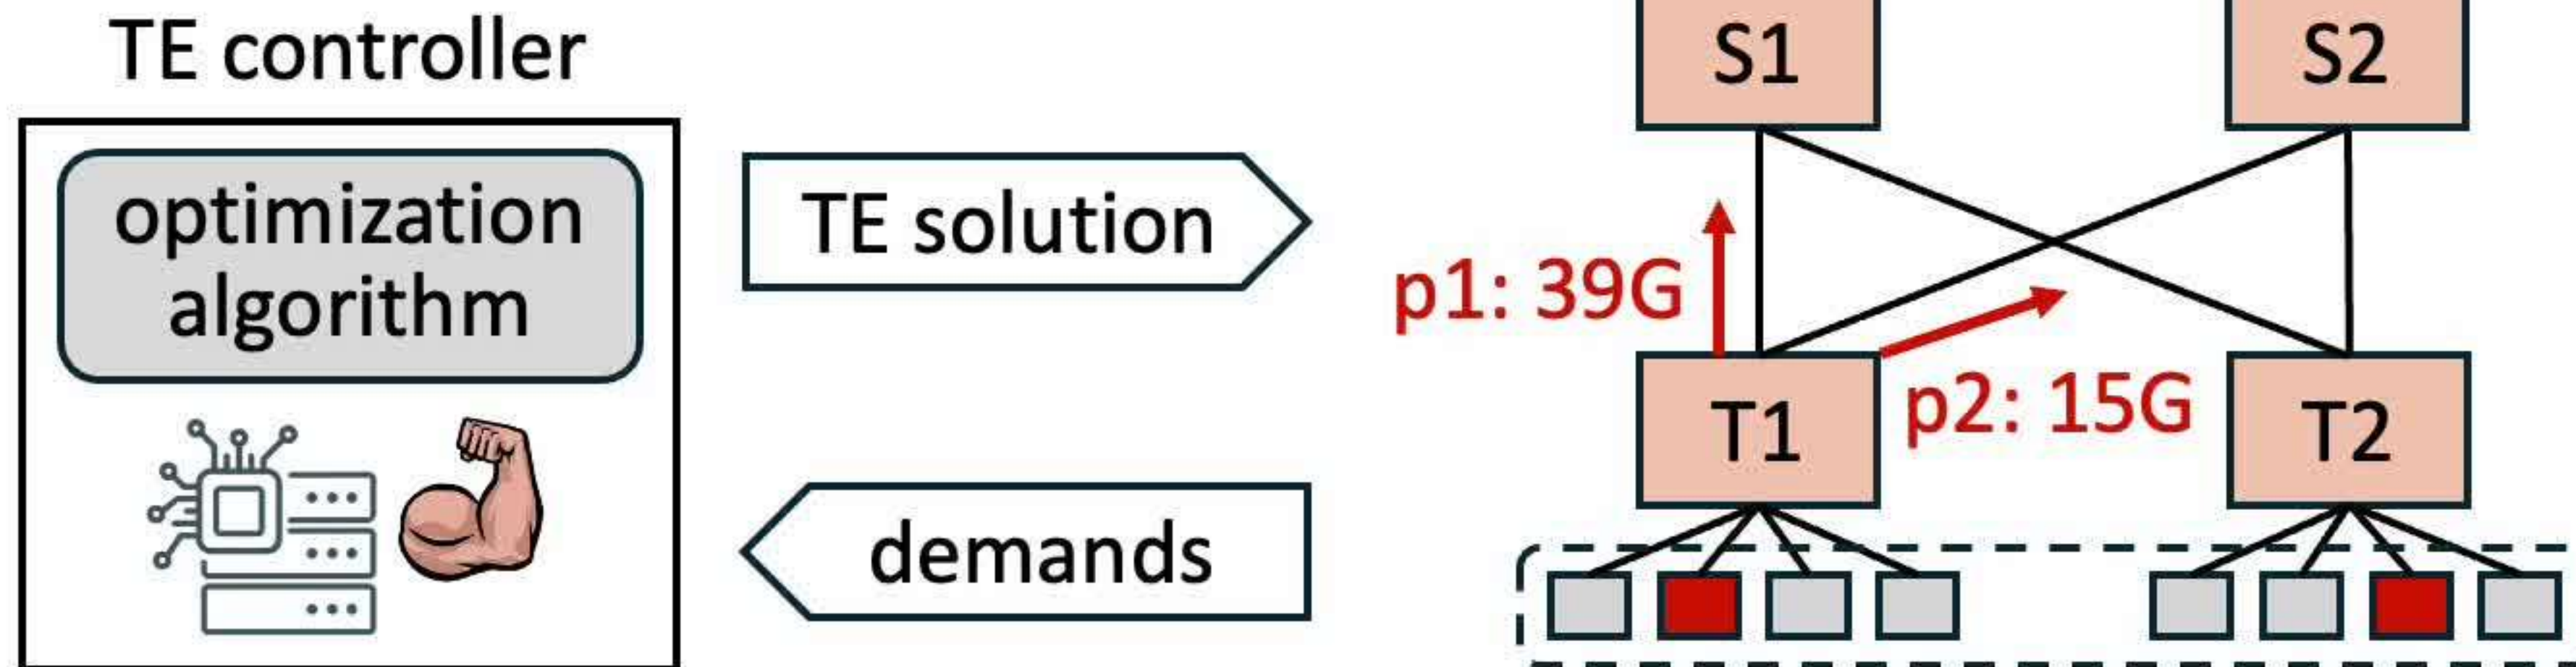 TE controller
optimization
algorithm
TE solution
demands
S1
S2
p1: 39G
p2: 15G
T1
T2